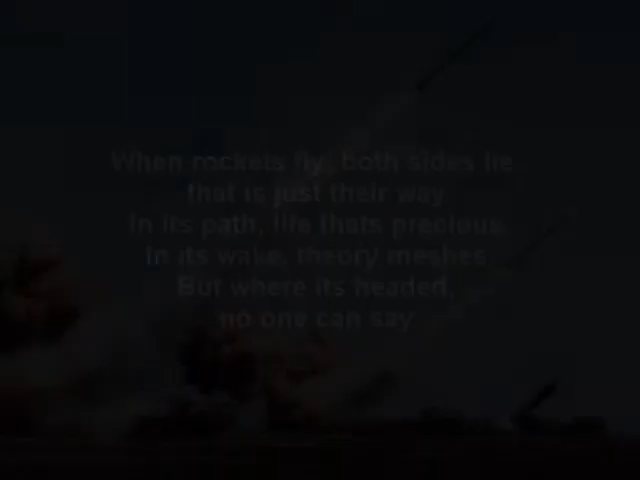 When rockets fly, both sides lie.
that is just their way
In its path, life thats precious
In its wake, theory meshes
But where its headed,
no one can say